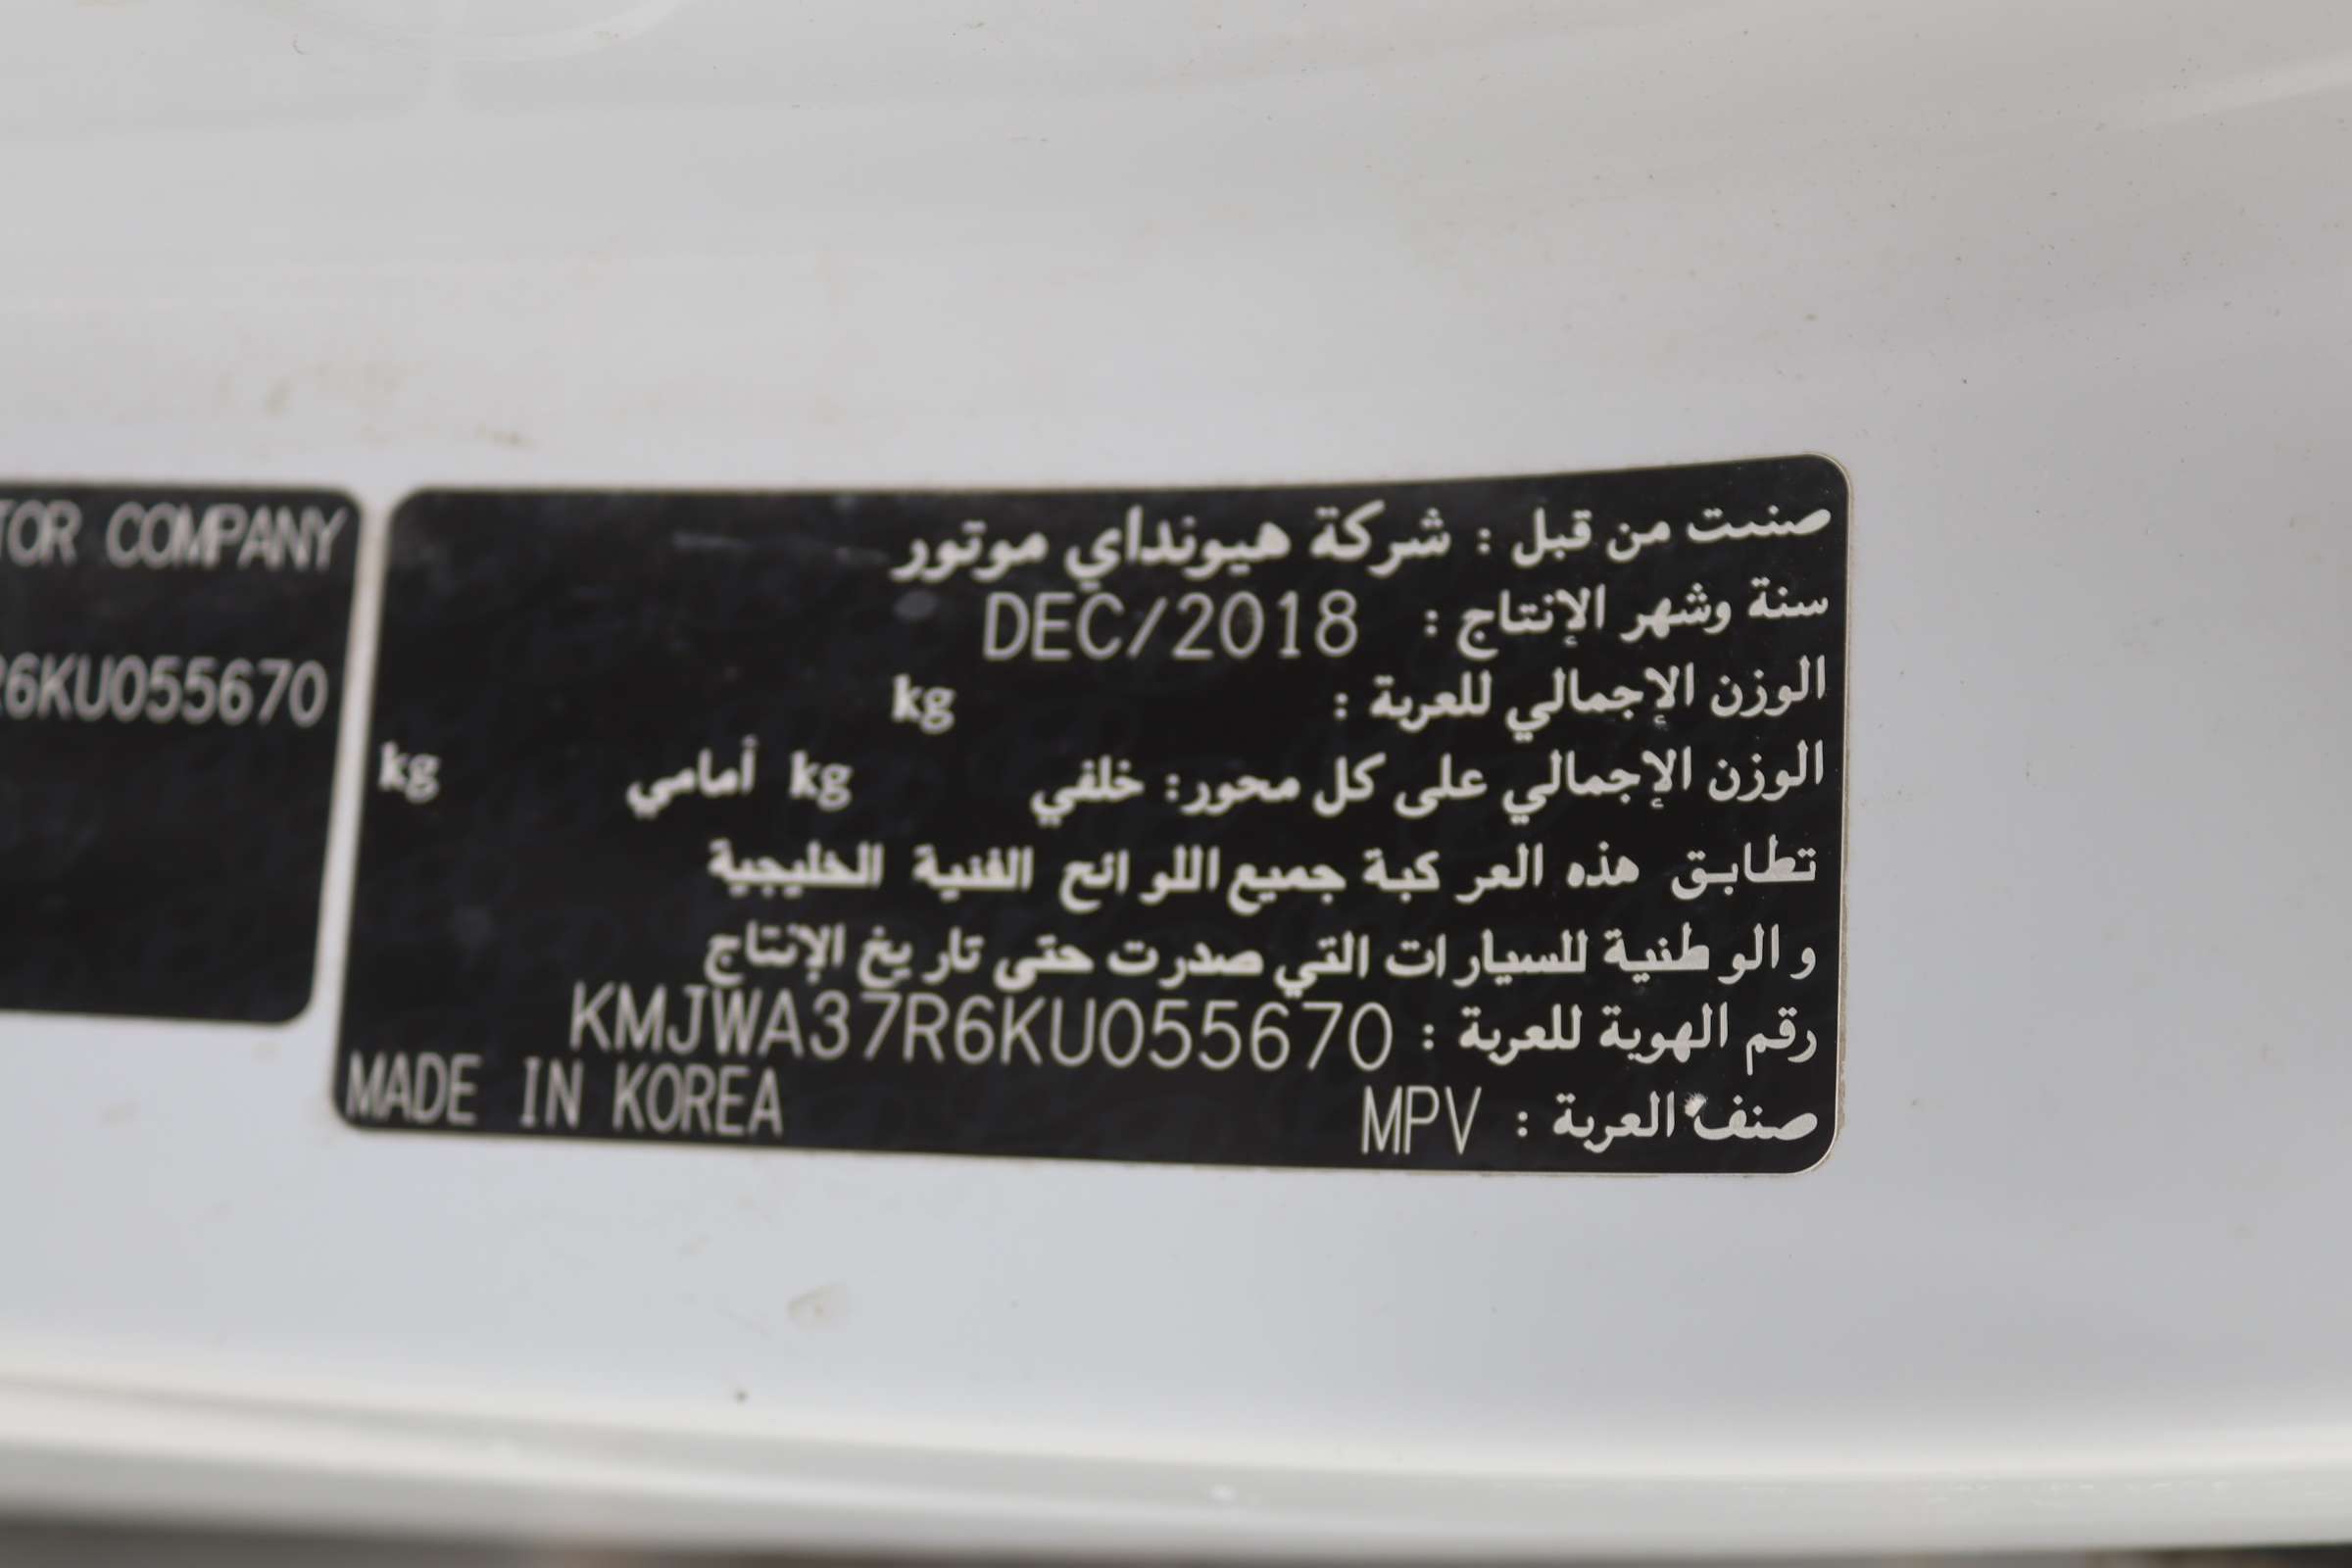 TOR COMPANY
R6KU055670
صنعت من قبل : شركة هيونداي موتور
سنة وشهر الإنتاج : DEC/2018
الوزن الإجمالي للعربة : kg
الوزن الإجمالي على كل محور: خلفي kg أمامي kg
تطابق هذه العر كبة جميع اللو ائح الفنية الخليجية
و الو طنية للسيار ات التي صدرت حتى تار يخ الإنتاج
رقم الهوية للعربة : KMJWA37R6KU055670
صنف العربة : MPV MADE IN KOREA